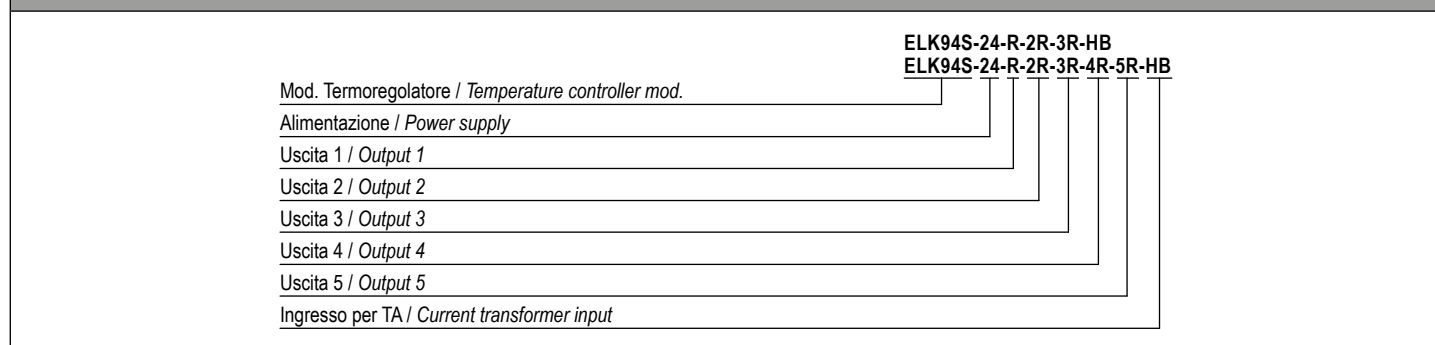 ELK94S-24-R-2R-3R-HB
ELK94S-24-R-2R-3R-4R-5R-HB
Mod. Termoregolatore / Temperature controller mod.
Alimentazione / Power supply
Uscita 1 / Output 1
Uscita 2 / Output 2
Uscita 3 / Output 3
Uscita 4 / Output 4
Uscita 5 / Output 5
Ingresso per TA / Current transformer input